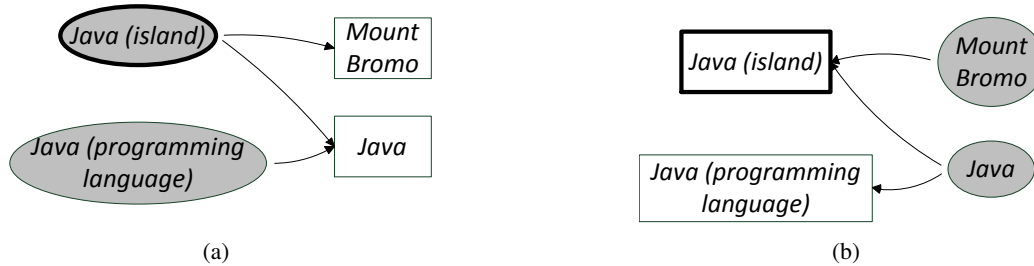 Java (island)
Mount
Bromo
Java (programming
language)
Java
(a)
Java (island)
Mount
Bromo
Java (programming
language)
Java
(b)